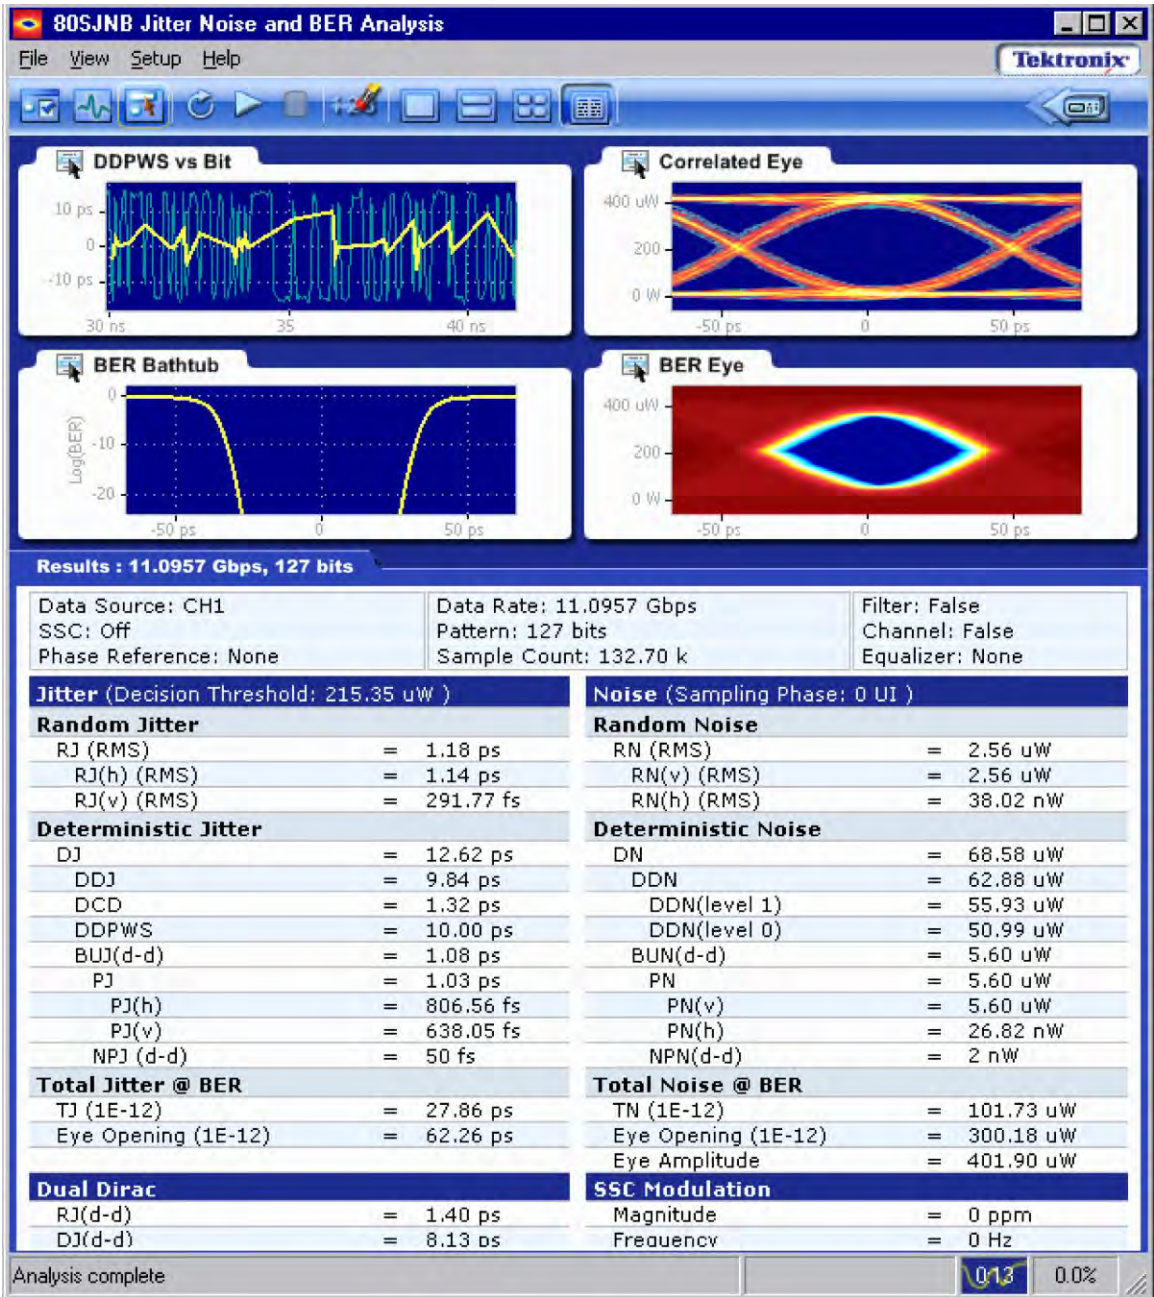 80SJNB Jitter Noise and BER Analysis
File View Setup Help
Tektronix
DDPWS vs Bit
10 ps
0
-10 ps
30 ns 35 40 ns
Correlated Eye
400 uW
200
0 W
-50 ps 0 50 ps
BER Bathtub
Log(BER)
0
-10
-20
-50 ps 0 50 ps
BER Eye
400 uW
200
0 W
-50 ps 0 50 ps
Results : 11.0957 Gbps, 127 bits
Data Source: CH1 Data Rate: 11.0957 Gbps Filter: False
SSC: Off Pattern: 127 bits Channel: False
Phase Reference: None Sample Count: 132.70 k Equalizer: None
Jitter (Decision Threshold: 215.35 uW )
Random Jitter
RJ (RMS) = 1.18 ps
RJ(h) (RMS) = 1.14 ps
RJ(v) (RMS) = 291.77 fs
Deterministic Jitter
DJ = 12.62 ps
DDJ = 9.84 ps
DCD = 1.32 ps
DDPWS = 10.00 ps
BUJ(d-d) = 1.08 ps
PJ = 1.03 ps
PJ(h) = 806.56 fs
PJ(v) = 638.05 fs
NPJ (d-d) = 50 fs
Total Jitter @ BER
TJ (1E-12) = 27.86 ps
Eye Opening (1E-12) = 62.26 ps
Dual Dirac
RJ(d-d) = 1.40 ps
DJ(d-d) = 8.13 ps
Noise (Sampling Phase: 0 UI )
Random Noise
RN (RMS) = 2.56 uW
RN(v) (RMS) = 2.56 uW
RN(h) (RMS) = 38.02 nW
Deterministic Noise
DN = 68.58 uW
DDN = 62.88 uW
DDN(level 1) = 55.93 uW
DDN(level 0) = 50.99 uW
BUN(d-d) = 5.60 uW
PN = 5.60 uW
PN(v) = 5.60 uW
PN(h) = 26.82 nW
NPN(d-d) = 2 nW
Total Noise @ BER
TN (1E-12) = 101.73 uW
Eye Opening (1E-12) = 300.18 uW
Eye Amplitude = 401.90 uW
SSC Modulation
Magnitude = 0 ppm
Frequency = 0 Hz
Analysis complete
0.0%